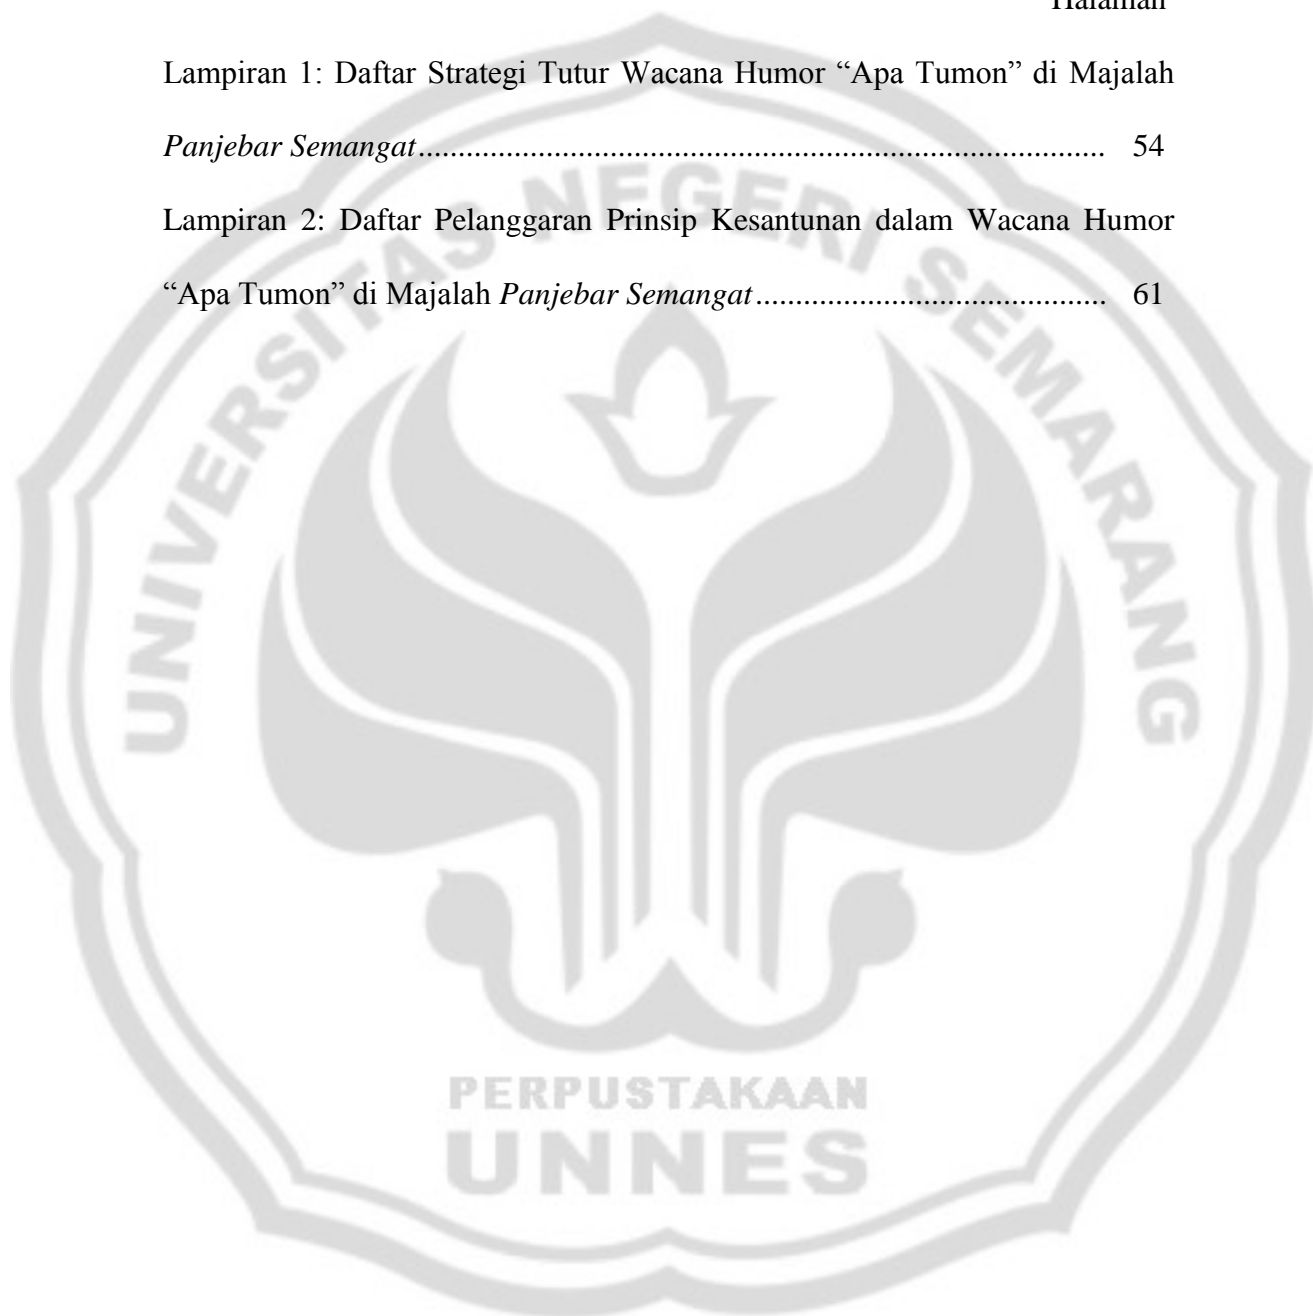 Halaman
Lampiran 1: Daftar Strategi Tutur Wacana Humor “Apa Tumon” di Majalah
Panjebar Semangat....................................................................................... 54
Lampiran 2: Daftar Pelanggaran Prinsip Kesantunan dalam Wacana Humor
“Apa Tumon” di Majalah Panjebar Semangat............................................ 61
UNIVERSITAS NEGERI SEMARANG
PERPUSTAKAAN
UNNES